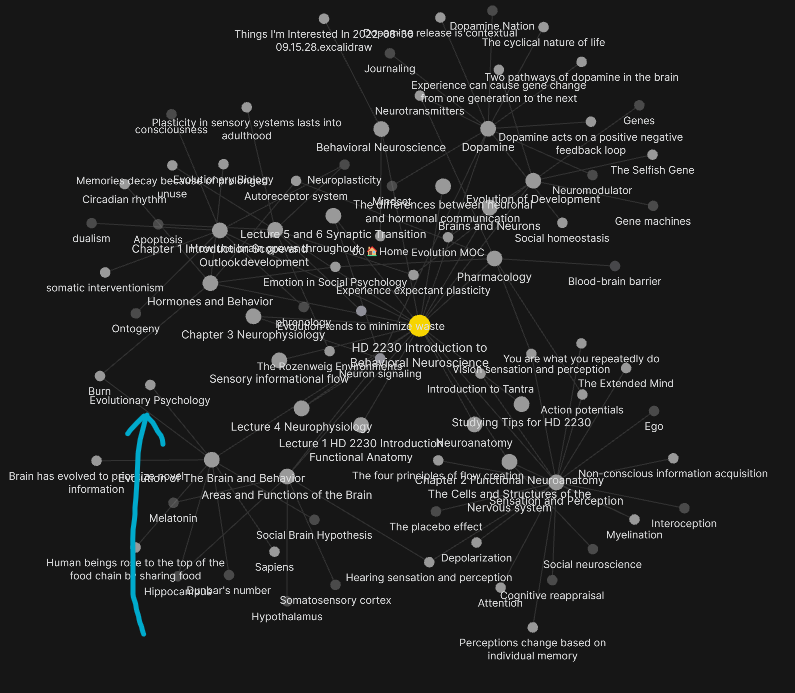 Dopamine Nation
Things I'm Interested In 2022-08-30
09.15.28.excalidraw
Dopamine release is contextual
The cyclical nature of life
Journaling
Two pathways of dopamine in the brain
Experience can cause gene change
from one generation to the next
Neurotransmitters
Genes
Plasticity in sensory systems lasts into
adulthood
consciousness
Behavioral Neuroscience
Dopamine
Dopamine acts on a positive negative
feedback loop
The Selfish Gene
Memories decay because of prolonged
unuse
Evolutionary Biology
Neuroplasticity
Neuromodulator
Circadian rhythm
Autoreceptor system
Mindset
Evolution of Development
The differences between neuronal
and hormonal communication
Gene machines
Brains and Neurons
dualism
Apoptosis
Lecture 5 and 6 Synaptic Transition
Social homeostasis
Chapter 1 Introduction Scope and
Outlook
How the brain grows throughout
development
00 🏠 Home
Evolution MOC
Pharmacology
Blood-brain barrier
somatic interventionism
Emotion in Social Psychology
Experience expectant plasticity
Hormones and Behavior
Ontogeny
phrenology
Evolution tends to minimize waste
Chapter 3 Neurophysiology
HD 2230 Introduction to
Behavioral Neuroscience
You are what you repeatedly do
The Rozenweig Environments
Vision sensation and perception
Neuron signaling
Sensory informational flow
The Extended Mind
Burn
Introduction to Tantra
Evolutionary Psychology
Action potentials
Studying Tips for HD 2230
Ego
Lecture 4 Neurophysiology
Lecture 1 HD 2230 Introduction
Functional Anatomy
Neuroanatomy
Brain has evolved to prioritize novel
information
Evolution of The Brain and Behavior
The four principles of flow creation
Chapter 2 Functional Neuroanatomy
Non-conscious information acquisition
Areas and Functions of the Brain
The Cells and Structures of the
Nervous system
Sensation and Perception
Melatonin
The placebo effect
Interoception
Social Brain Hypothesis
Myelination
Human beings rose to the top of the
food chain by sharing food
Sapiens
Depolarization
Social neuroscience
Hearing sensation and perception
Hippocampus
Dunbar's number
Somatosensory cortex
Attention
Cognitive reappraisal
Hypothalamus
Perceptions change based on
individual memory